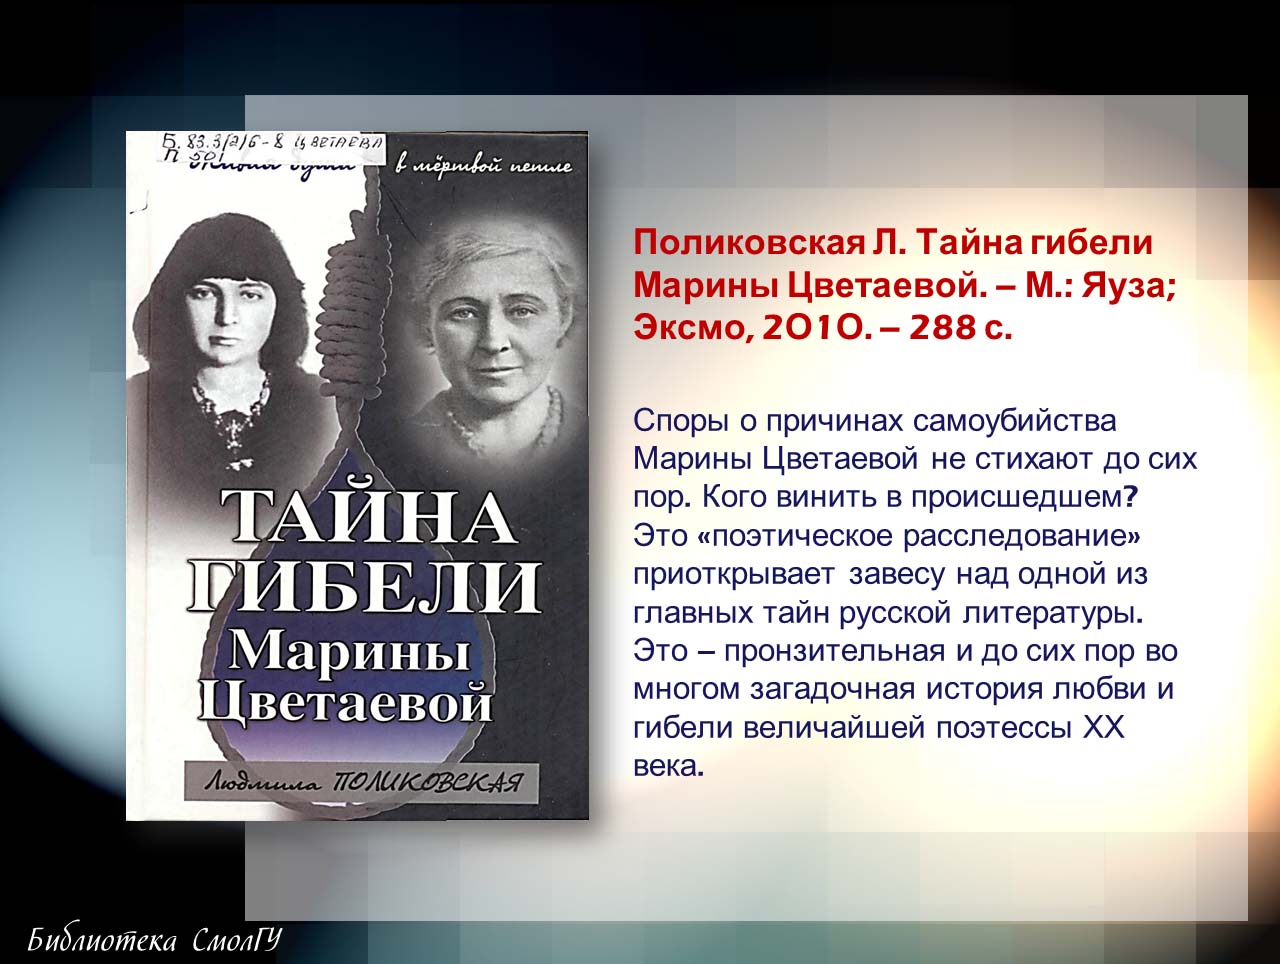 Б. 83.3/2/6-8 ЦВЕТАЕВА
П 501
в мёртвой петле
ТАЙНА
ГИБЕЛИ
Марины
Цветаевой
Людмила ПОЛИКОВСКАЯ
Поликовская Л. Тайна гибели
Марины Цветаевой. – М.: Яуза;
Эксмо, 2010. – 288 с.
Споры о причинах самоубийства
Марины Цветаевой не стихают до сих
пор. Кого винить в происшедшем?
Это «поэтическое расследование»
приоткрывает завесу над одной из
главных тайн русской литературы.
Это – пронзительная и до сих пор во
многом загадочная история любви и
гибели величайшей поэтессы ХХ
века.
Библиотека СмолГУ